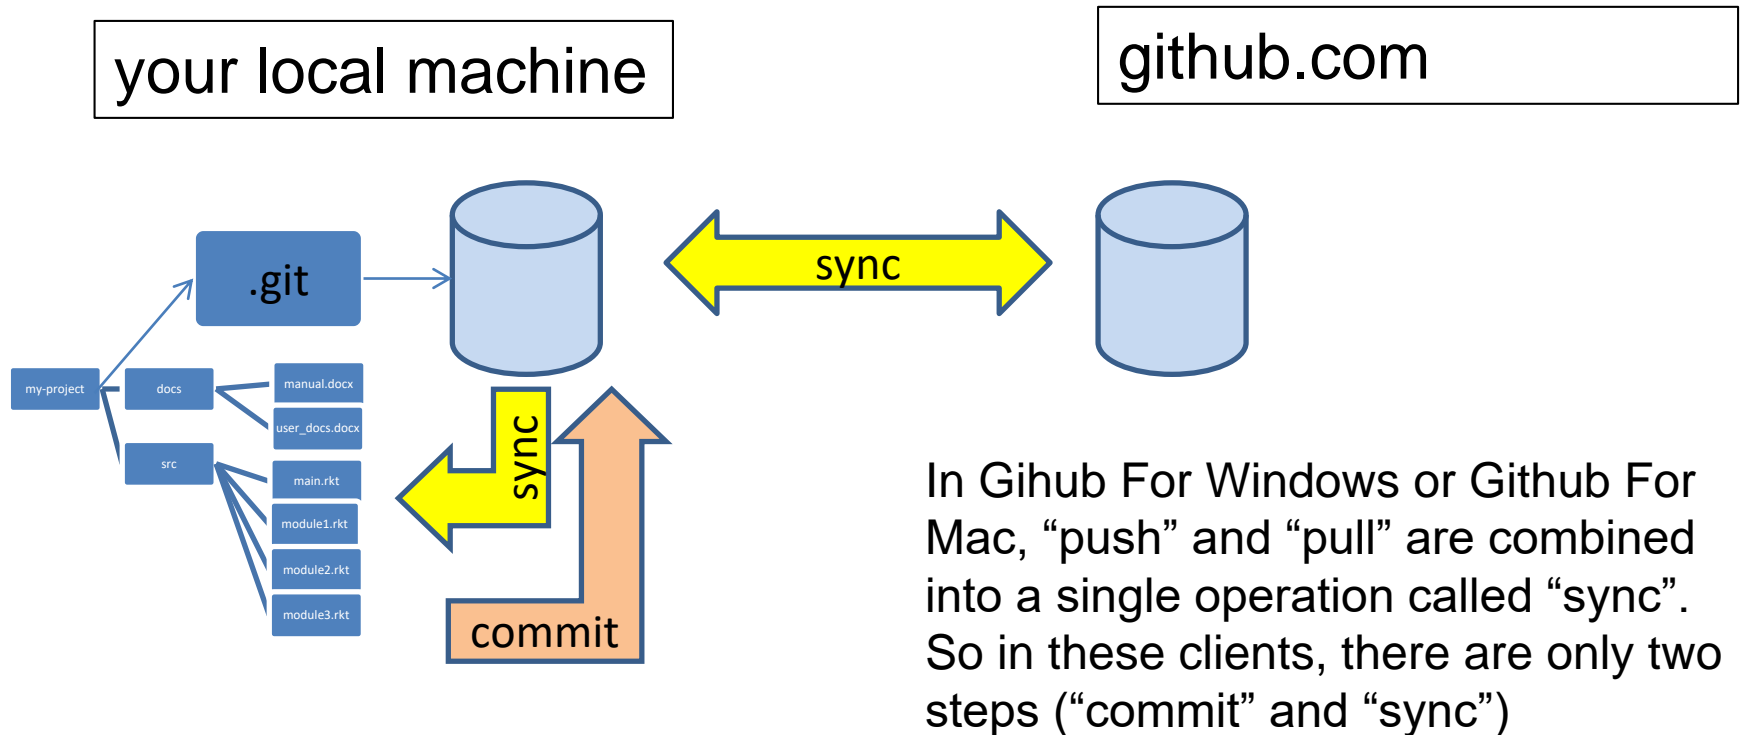 your local machine
github.com
.git
sync
my-project
docs
manual.docx
user_docs.docx
src
main.rkt
module1.rkt
module2.rkt
module3.rkt
sync
commit
In Gihub For Windows or Github For
Mac, “push” and “pull” are combined
into a single operation called “sync”.
So in these clients, there are only two
steps (“commit” and “sync”)